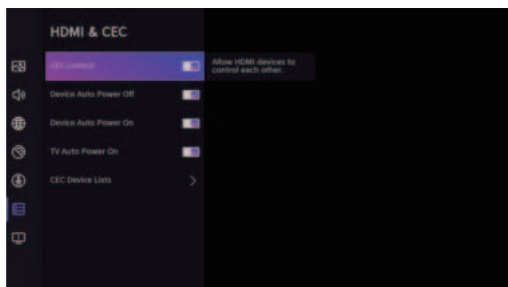 HDMI & CEC
CEC Control
Allow HDMI devices to
control each other.
Device Auto Power Off
Device Auto Power On
TV Auto Power On
CEC Device Lists